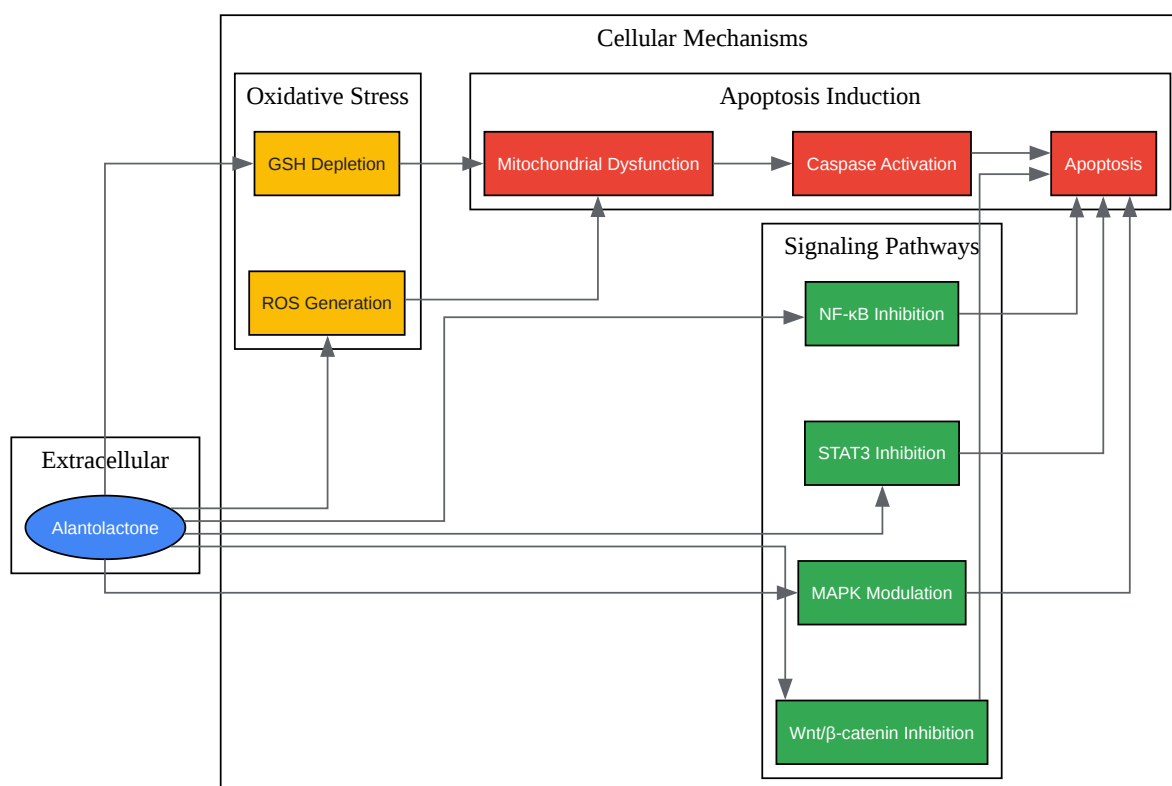 Cellular Mechanisms
Oxidative Stress
Apoptosis Induction
GSH Depletion
Mitochondrial Dysfunction
Caspase Activation
Apoptosis
Signaling Pathways
ROS Generation
NF-κB Inhibition
STAT3 Inhibition
Extracellular
Alantolactone
MAPK Modulation
Wnt/β-catenin Inhibition